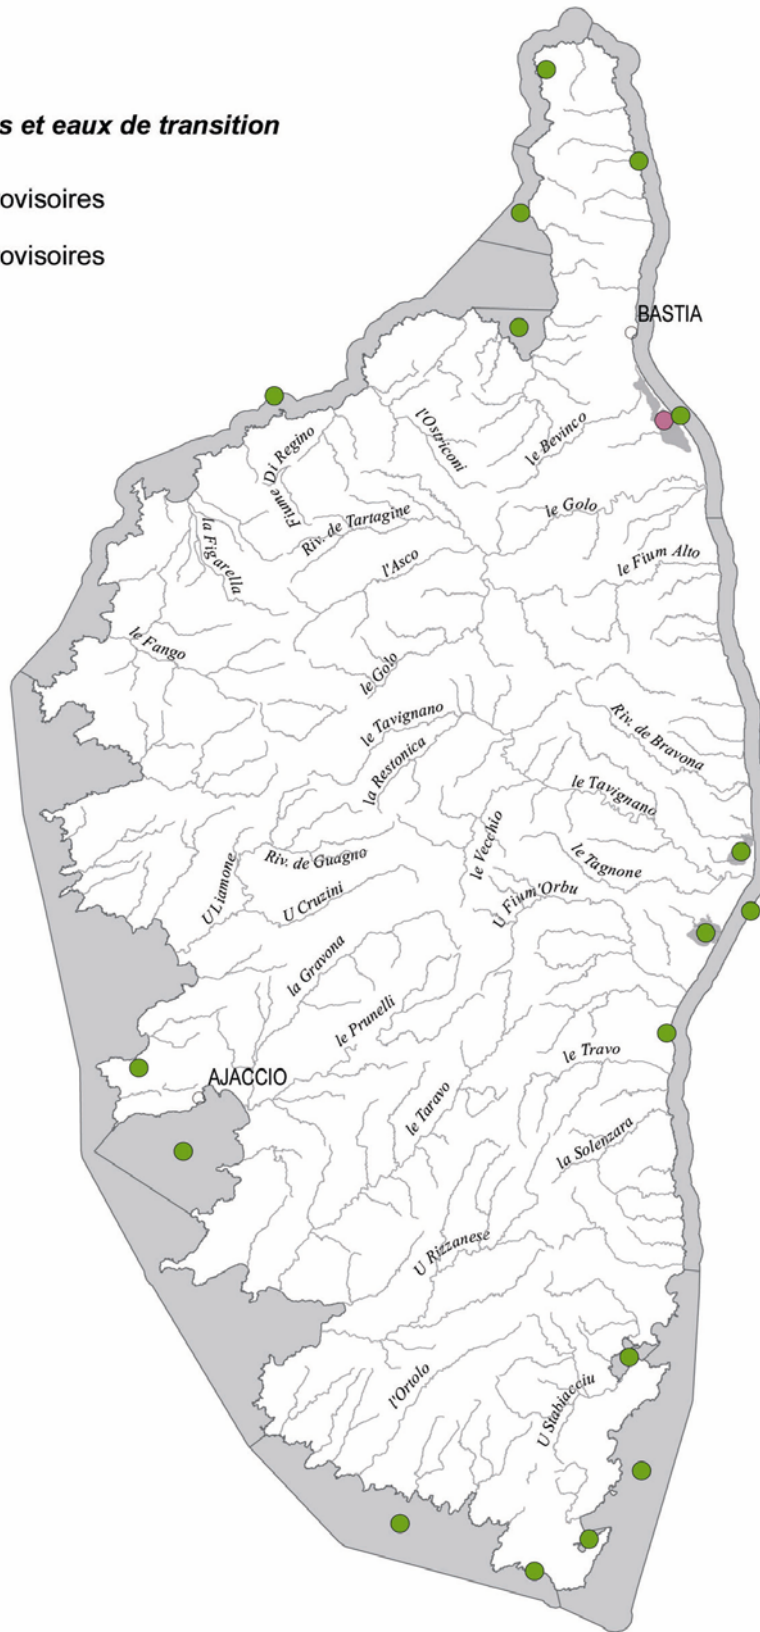 s et eaux de transition
ovisoires
ovisoires
BASTIA
l'Ostriconi
le Bevinco
Fiume Di Regino
la Figarella
Riv. de Tartagine
le Golo
l'Asco
le Fium Alto
le Fango
le Golo
le Tavignano
Riv. de Bravona
la Restonica
le Tavignano
le Vecchio
le Tagnone
U Liamone
Riv. de Guagno
U Cruzini
U Fium'Orbu
la Gravona
le Prunelli
le Travo
AJACCIO
le Taravo
la Solenzara
U Rizzanese
l'Ortolo
U Stabiacciu